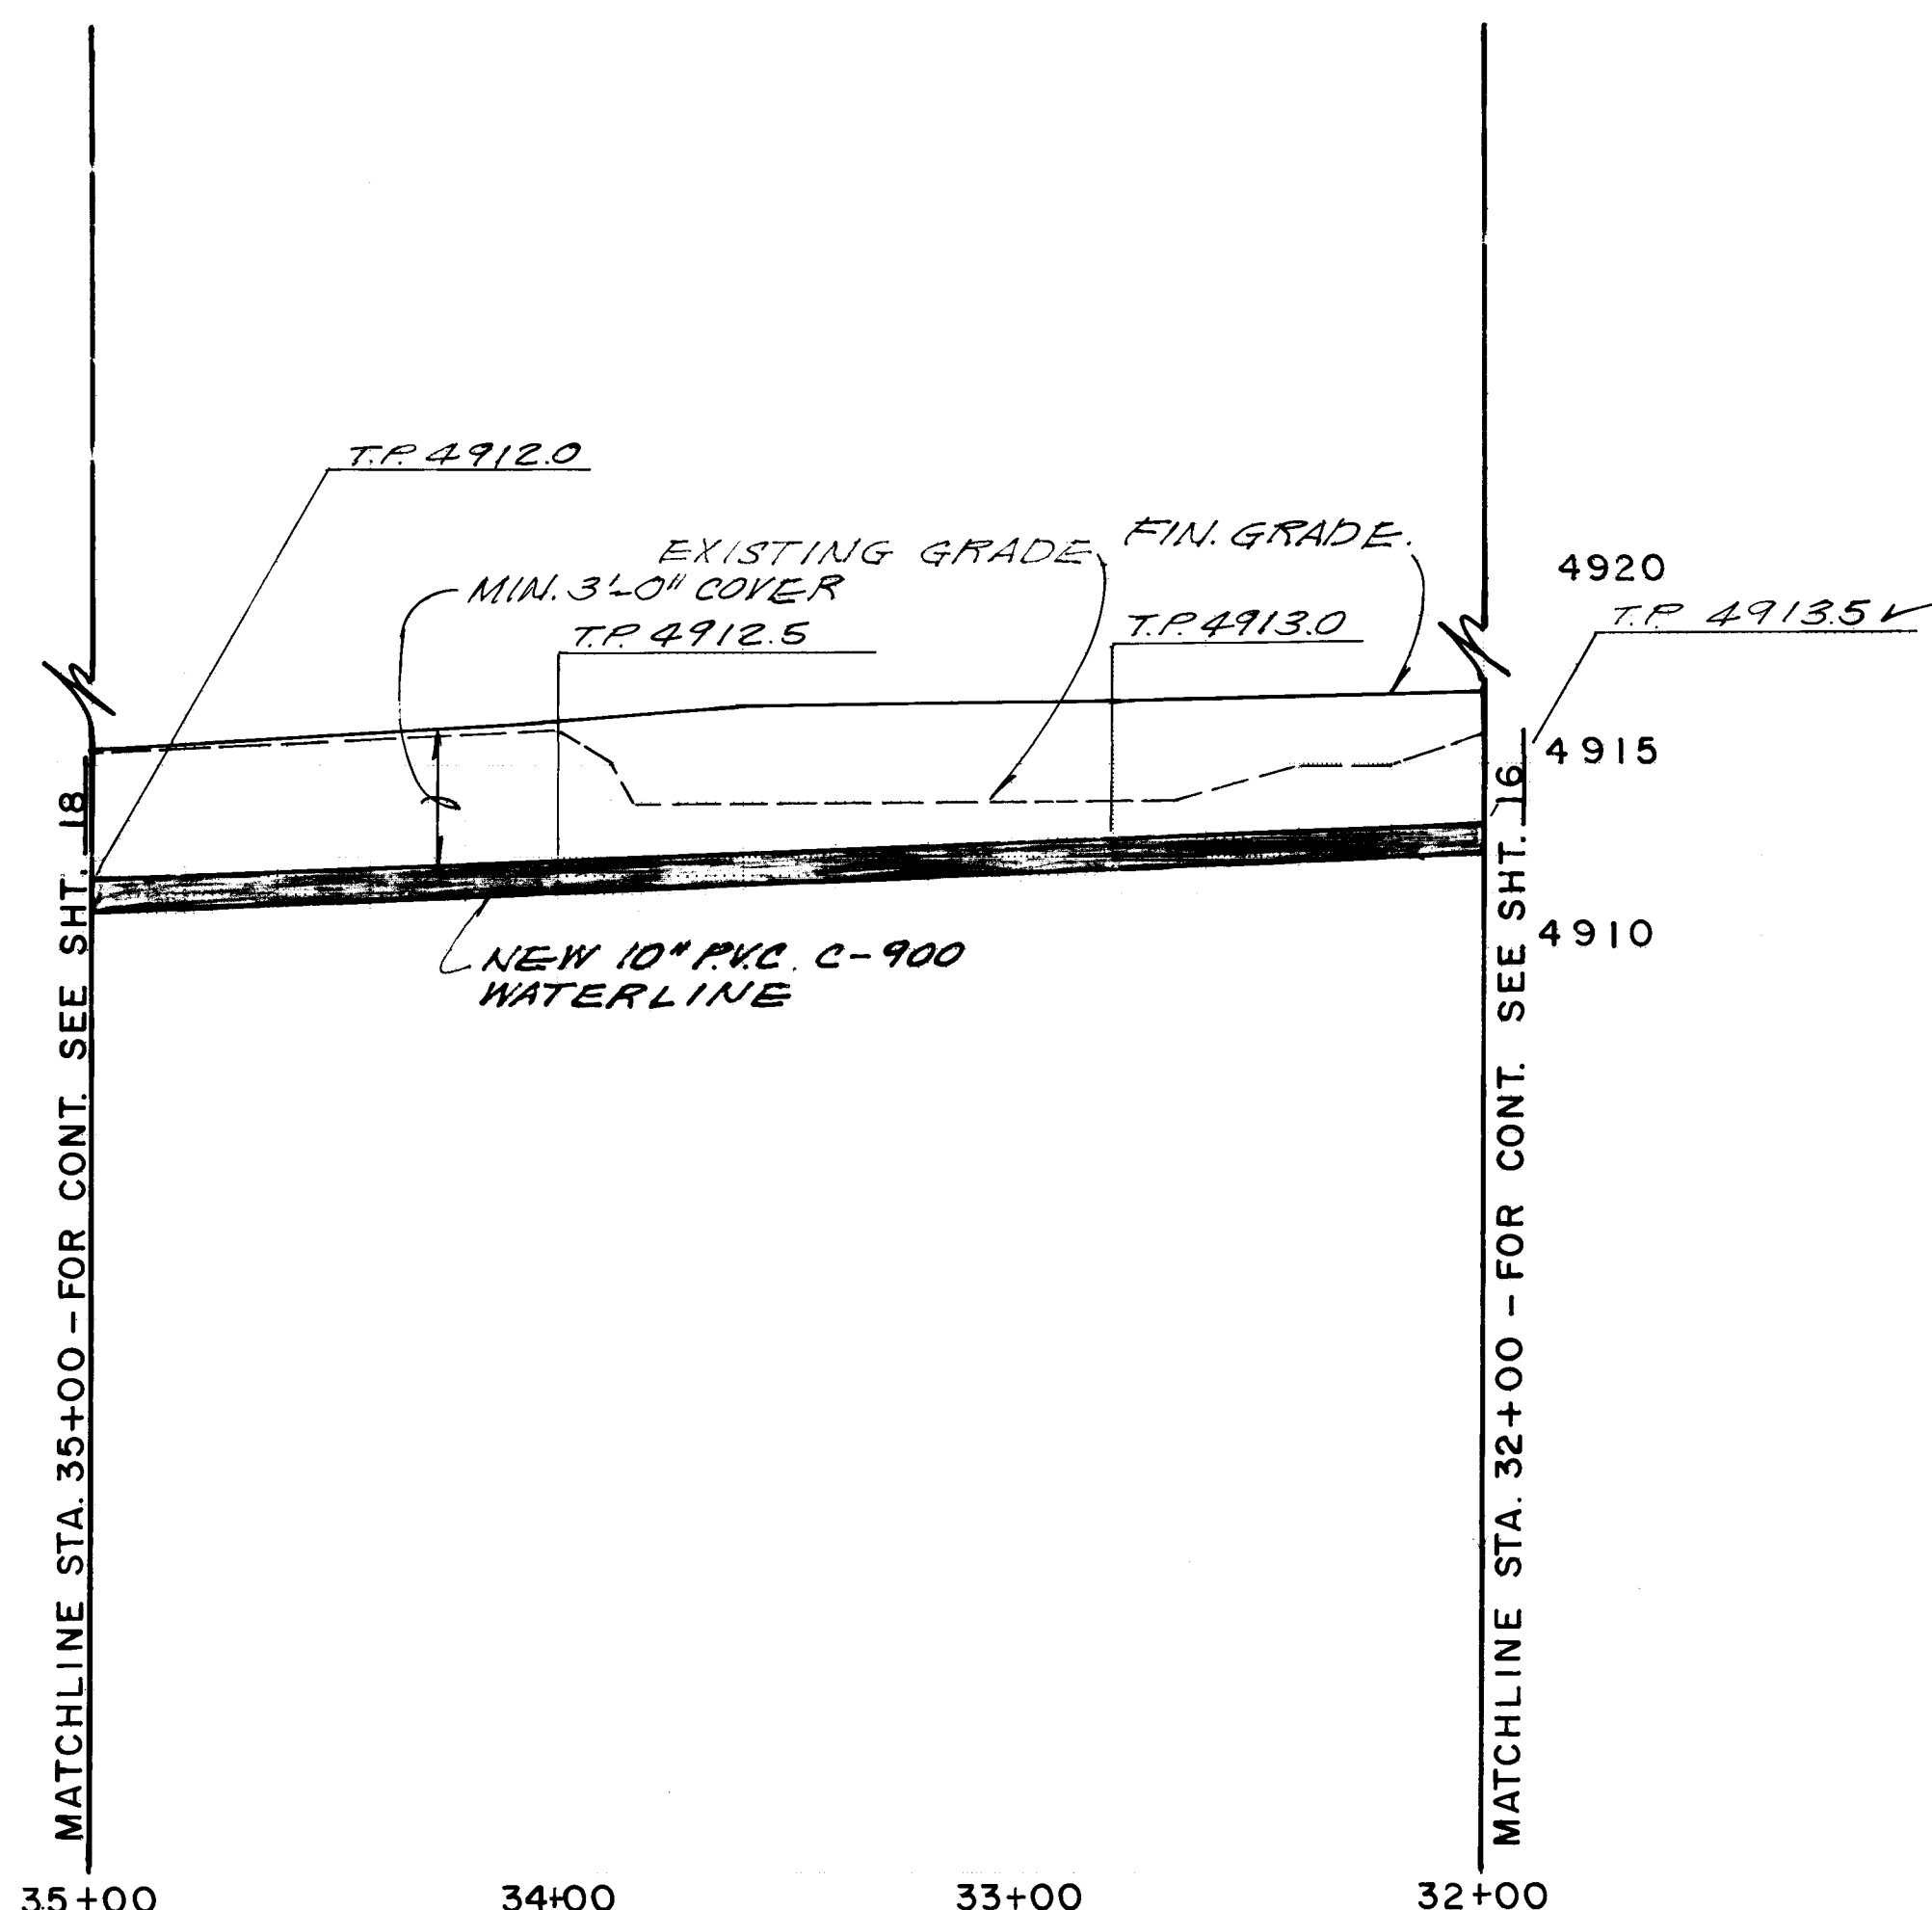 T.P. 4912.0
EXISTING GRADE
FIN. GRADE.
MIN. 3'-0" COVER
4920
T.P. 4912.5
T.P. 4913.0
T.P. 4913.5 ✓
4915
4910
NEW 10" P.V.C. C-900
WATERLINE
MATCHLINE STA. 35+00 - FOR CONT. SEE SHT. 18
MATCHLINE STA. 32+00 - FOR CONT. SEE SHT. 16
35+00
34+00
33+00
32+00